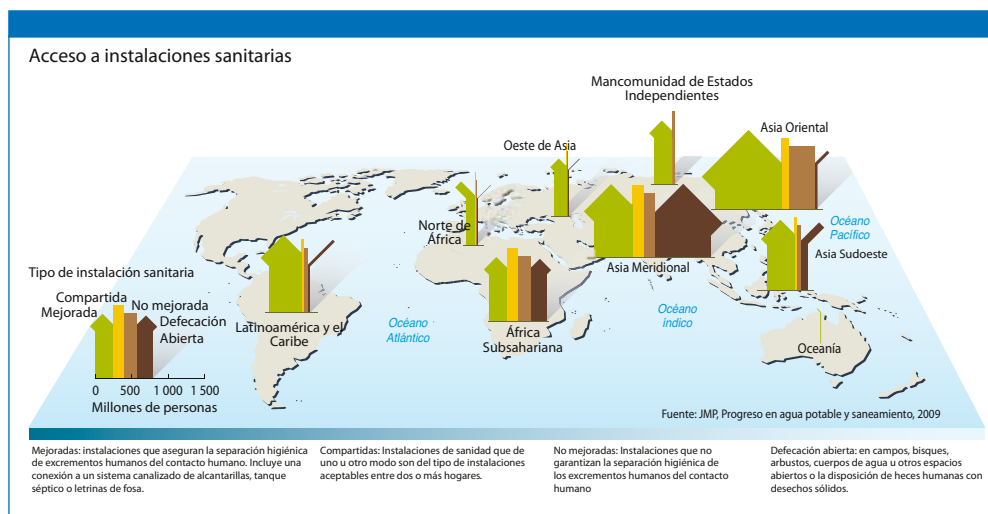 Acceso a instalaciones sanitarias
Mancomunidad de Estados
Independientes
Asia Oriental
Oeste de Asia
Norte de
África
Océano
Pacífico
Asia Sudoeste
Asia Meridional
Tipo de instalación sanitaria
Compartida
No mejorada
Mejorada
Defecación
Abierta
Latinoamérica y el
Caribe
Océano
Atlántico
África
Subsahariana
Océano
índico
Oceanía
0 500 1 000 1 500
Millones de personas
Fuente: JMP, Progreso en agua potable y saneamiento, 2009
Mejoradas: instalaciones que aseguran la separación higiénica
de excrementos humanos del contacto humano. Incluye una
conexión a un sistema canalizado de alcantarillas, tanque
séptico o letrinas de fosa.
Compartidas: Instalaciones de sanidad que de
uno u otro modo son del tipo de instalaciones
aceptables entre dos o más hogares.
No mejoradas: Instalaciones que no
garantizan la separación higiénica de
los excrementos humanos del contacto
humano
Defecación abierta: en campos, bisques,
arbustos, cuerpos de agua u otros espacios
abiertos o la disposición de heces humanas con
desechos sólidos.